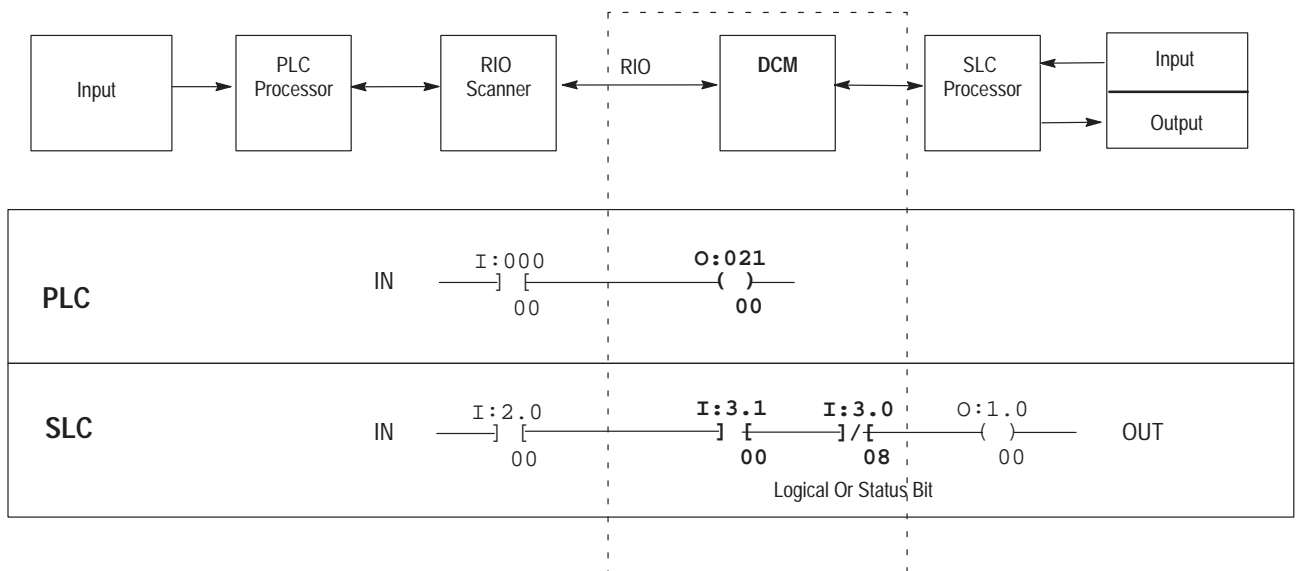 Input
PLC
Processor
RIO
Scanner
RIO
DCM
SLC
Processor
Input
Output
PLC
IN
I:000
] [
00
O:021
( )
00
SLC
IN
I:2.0
] [
00
I:3.1
] [
00
I:3.0
]/[
08
O:1.0
( )
00
OUT
Logical Or Status Bit